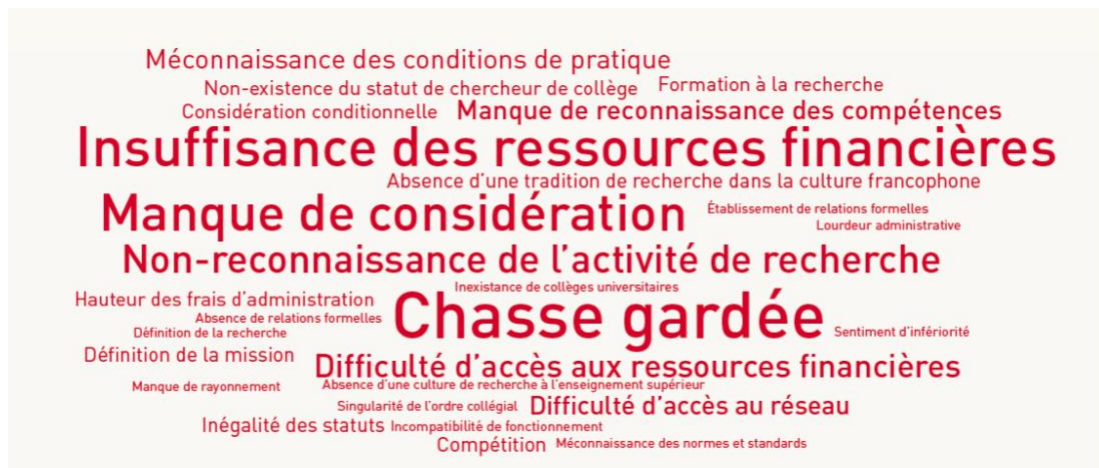 Méconnaissance des conditions de pratique
Non-existence du statut de chercheur de collège
Formation à la recherche
Considération conditionnelle
Manque de reconnaissance des compétences
Insuffisance des ressources financières
Absence d'une tradition de recherche dans la culture francophone
Manque de considération
Établissement de relations formelles
Lourdeur administrative
Non-reconnaissance de l'activité de recherche
Inexistance de collèges universitaires
Hauteur des frais d'administration
Chasse gardée
Absence de relations formelles
Définition de la recherche
Sentiment d'infériorité
Définition de la mission
Difficulté d'accès aux ressources financières
Manque de rayonnement
Absence d'une culture de recherche à l'enseignement supérieur
Singularité de l'ordre collégial
Difficulté d'accès au réseau
Inégalité des statuts
Incompatibilité de fonctionnement
Compétition
Méconnaissance des normes et standards